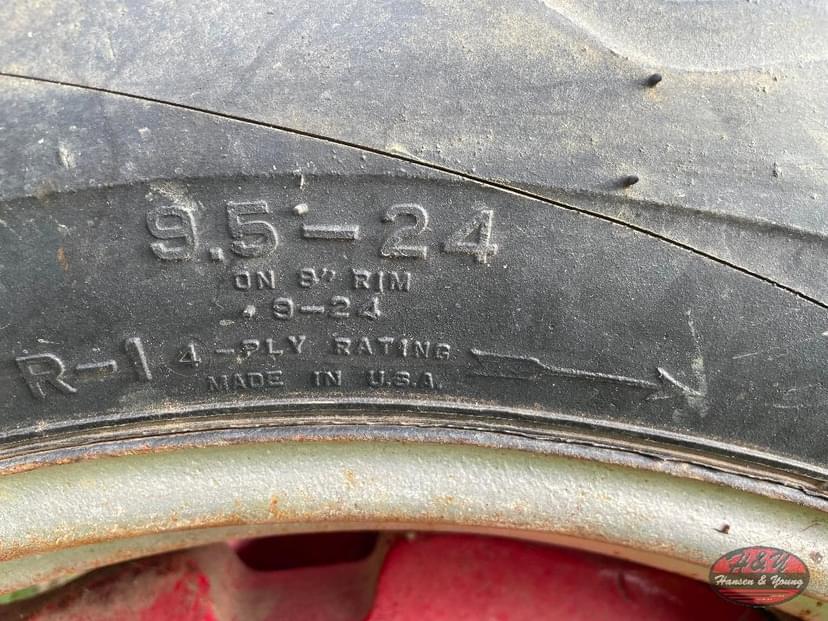 9.5-24
ON 8" RIM
9-24
R-1 4-PLY RATING
MADE IN U.S.A.
H&Y
Hansen & Young